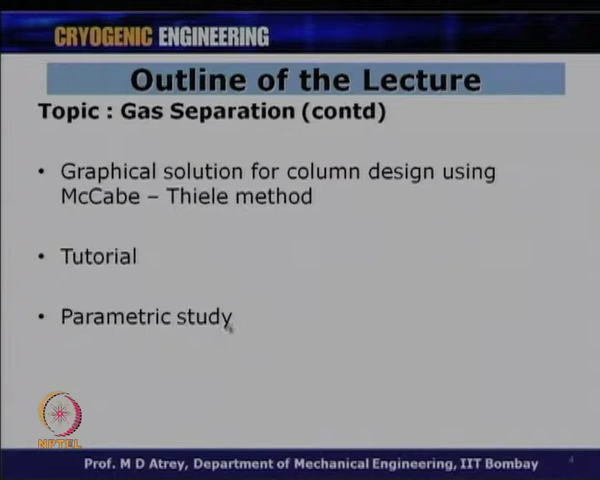 CRYOGENIC ENGINEERING
Outline of the Lecture
Topic : Gas Separation (contd)
• Graphical solution for column design using
McCabe – Thiele method
• Tutorial
• Parametric study
NPTEL
Prof. M D Atrey, Department of Mechanical Engineering, IIT Bombay
4